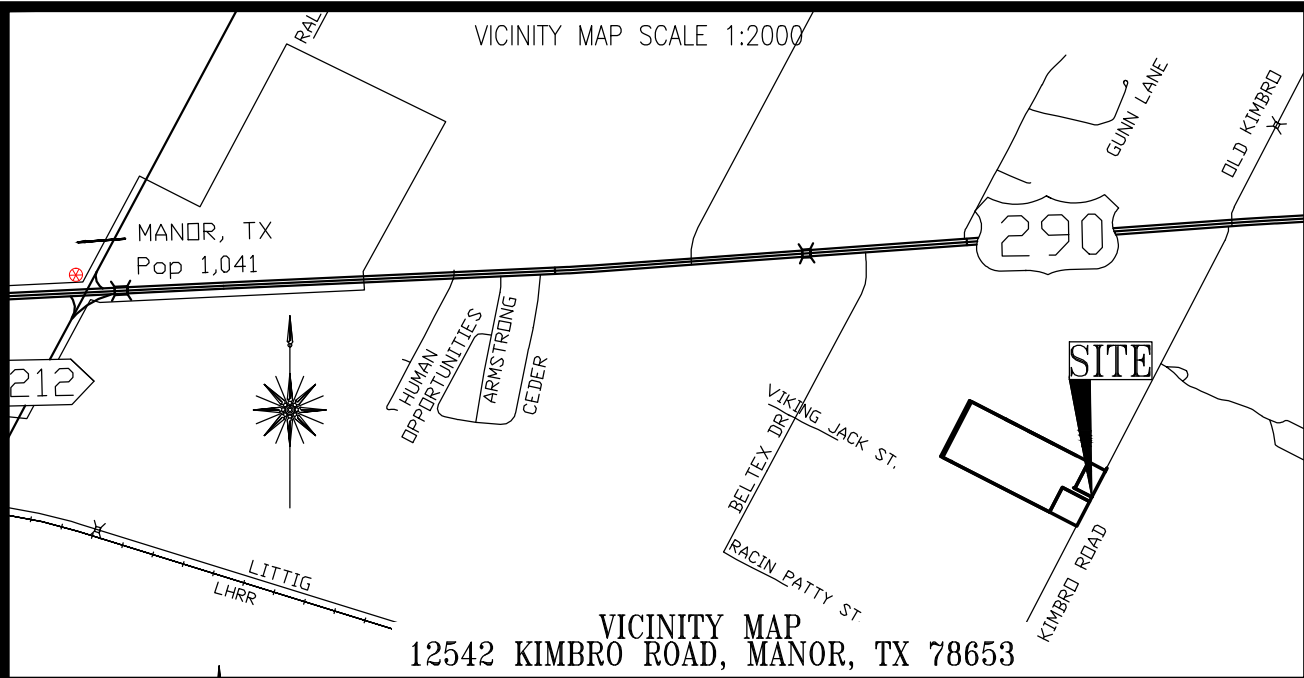 VICINITY MAP SCALE 1:2000
RAL
GUNN LANE
OLD KIMBRO
MANOR, TX
Pop 1,041
290
212
HUMAN
OPPORTUNITIES
ARMSTRONG
CEDER
SITE
VIKING JACK ST.
BELTEX DR
RACIN PATTY ST.
KIMBRO ROAD
LITTIG
LHRR
VICINITY MAP
12542 KIMBRO ROAD, MANOR, TX 78653